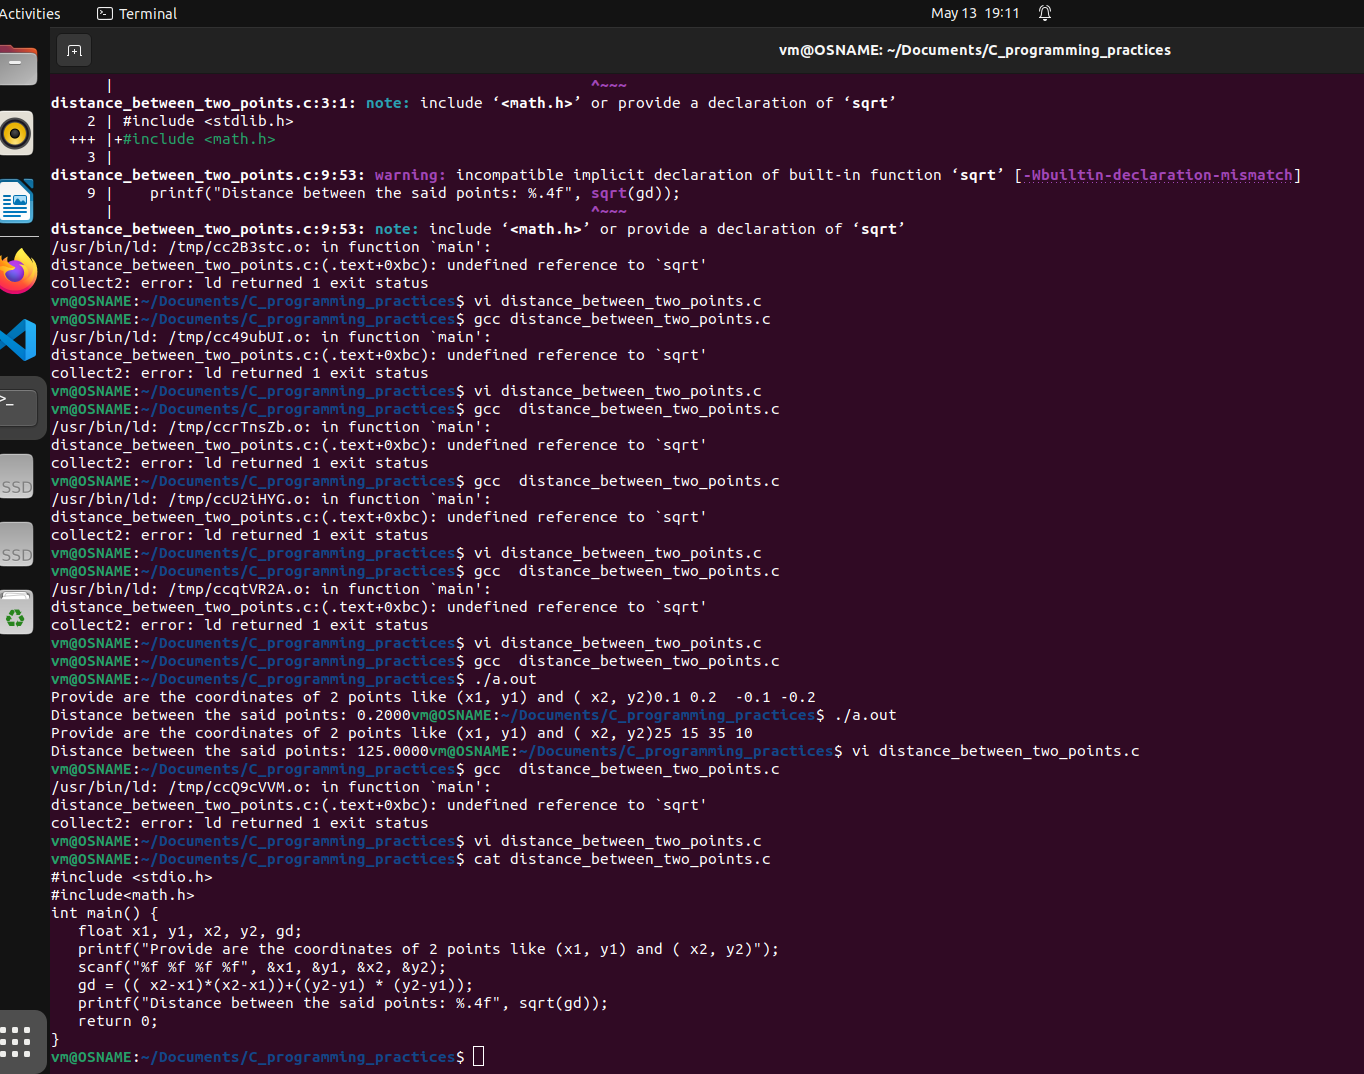 Activities
Terminal
May 13 19:11
vm@OSNAME: ~/Documents/C_programming_practices
| ^~~~
distance_between_two_points.c:3:1: note: include ‘<math.h>’ or provide a declaration of ‘sqrt’
2 | #include <stdlib.h>
+++ |+#include <math.h>
3 |
distance_between_two_points.c:9:53: warning: incompatible implicit declaration of built-in function ‘sqrt’ [-Wbuiltin-declaration-mismatch]
9 |    printf("Distance between the said points: %.4f", sqrt(gd));
| ^~~~
distance_between_two_points.c:9:53: note: include ‘<math.h>’ or provide a declaration of ‘sqrt’
/usr/bin/ld: /tmp/cc2B3stc.o: in function `main':
distance_between_two_points.c:(.text+0xbc): undefined reference to `sqrt'
collect2: error: ld returned 1 exit status
vm@OSNAME:~/Documents/C_programming_practices$ vi distance_between_two_points.c
vm@OSNAME:~/Documents/C_programming_practices$ gcc distance_between_two_points.c
/usr/bin/ld: /tmp/cc49ubUI.o: in function `main':
distance_between_two_points.c:(.text+0xbc): undefined reference to `sqrt'
collect2: error: ld returned 1 exit status
vm@OSNAME:~/Documents/C_programming_practices$ vi distance_between_two_points.c
vm@OSNAME:~/Documents/C_programming_practices$ gcc  distance_between_two_points.c
/usr/bin/ld: /tmp/ccrTnsZb.o: in function `main':
distance_between_two_points.c:(.text+0xbc): undefined reference to `sqrt'
collect2: error: ld returned 1 exit status
vm@OSNAME:~/Documents/C_programming_practices$ gcc  distance_between_two_points.c
/usr/bin/ld: /tmp/ccU2iHYG.o: in function `main':
distance_between_two_points.c:(.text+0xbc): undefined reference to `sqrt'
collect2: error: ld returned 1 exit status
vm@OSNAME:~/Documents/C_programming_practices$ vi distance_between_two_points.c
vm@OSNAME:~/Documents/C_programming_practices$ gcc  distance_between_two_points.c
/usr/bin/ld: /tmp/ccqtVR2A.o: in function `main':
distance_between_two_points.c:(.text+0xbc): undefined reference to `sqrt'
collect2: error: ld returned 1 exit status
vm@OSNAME:~/Documents/C_programming_practices$ vi distance_between_two_points.c
vm@OSNAME:~/Documents/C_programming_practices$ gcc  distance_between_two_points.c
vm@OSNAME:~/Documents/C_programming_practices$ ./a.out
Provide are the coordinates of 2 points like (x1, y1) and ( x2, y2)0.1 0.2  -0.1 -0.2
Distance between the said points: 0.2000vm@OSNAME:~/Documents/C_programming_practices$ ./a.out
Provide are the coordinates of 2 points like (x1, y1) and ( x2, y2)25 15 35 10
Distance between the said points: 125.0000vm@OSNAME:~/Documents/C_programming_practices$ vi distance_between_two_points.c
vm@OSNAME:~/Documents/C_programming_practices$ gcc  distance_between_two_points.c
/usr/bin/ld: /tmp/ccQ9cVVM.o: in function `main':
distance_between_two_points.c:(.text+0xbc): undefined reference to `sqrt'
collect2: error: ld returned 1 exit status
vm@OSNAME:~/Documents/C_programming_practices$ vi distance_between_two_points.c
vm@OSNAME:~/Documents/C_programming_practices$ cat distance_between_two_points.c
#include <stdio.h>
#include<math.h>
int main() {
   float x1, y1, x2, y2, gd;
   printf("Provide are the coordinates of 2 points like (x1, y1) and ( x2, y2)");
   scanf("%f %f %f %f", &x1, &y1, &x2, &y2);
   gd = (( x2-x1)*(x2-x1))+((y2-y1) * (y2-y1));
   printf("Distance between the said points: %.4f", sqrt(gd));
   return 0;
}
vm@OSNAME:~/Documents/C_programming_practices$
SSD
SSD